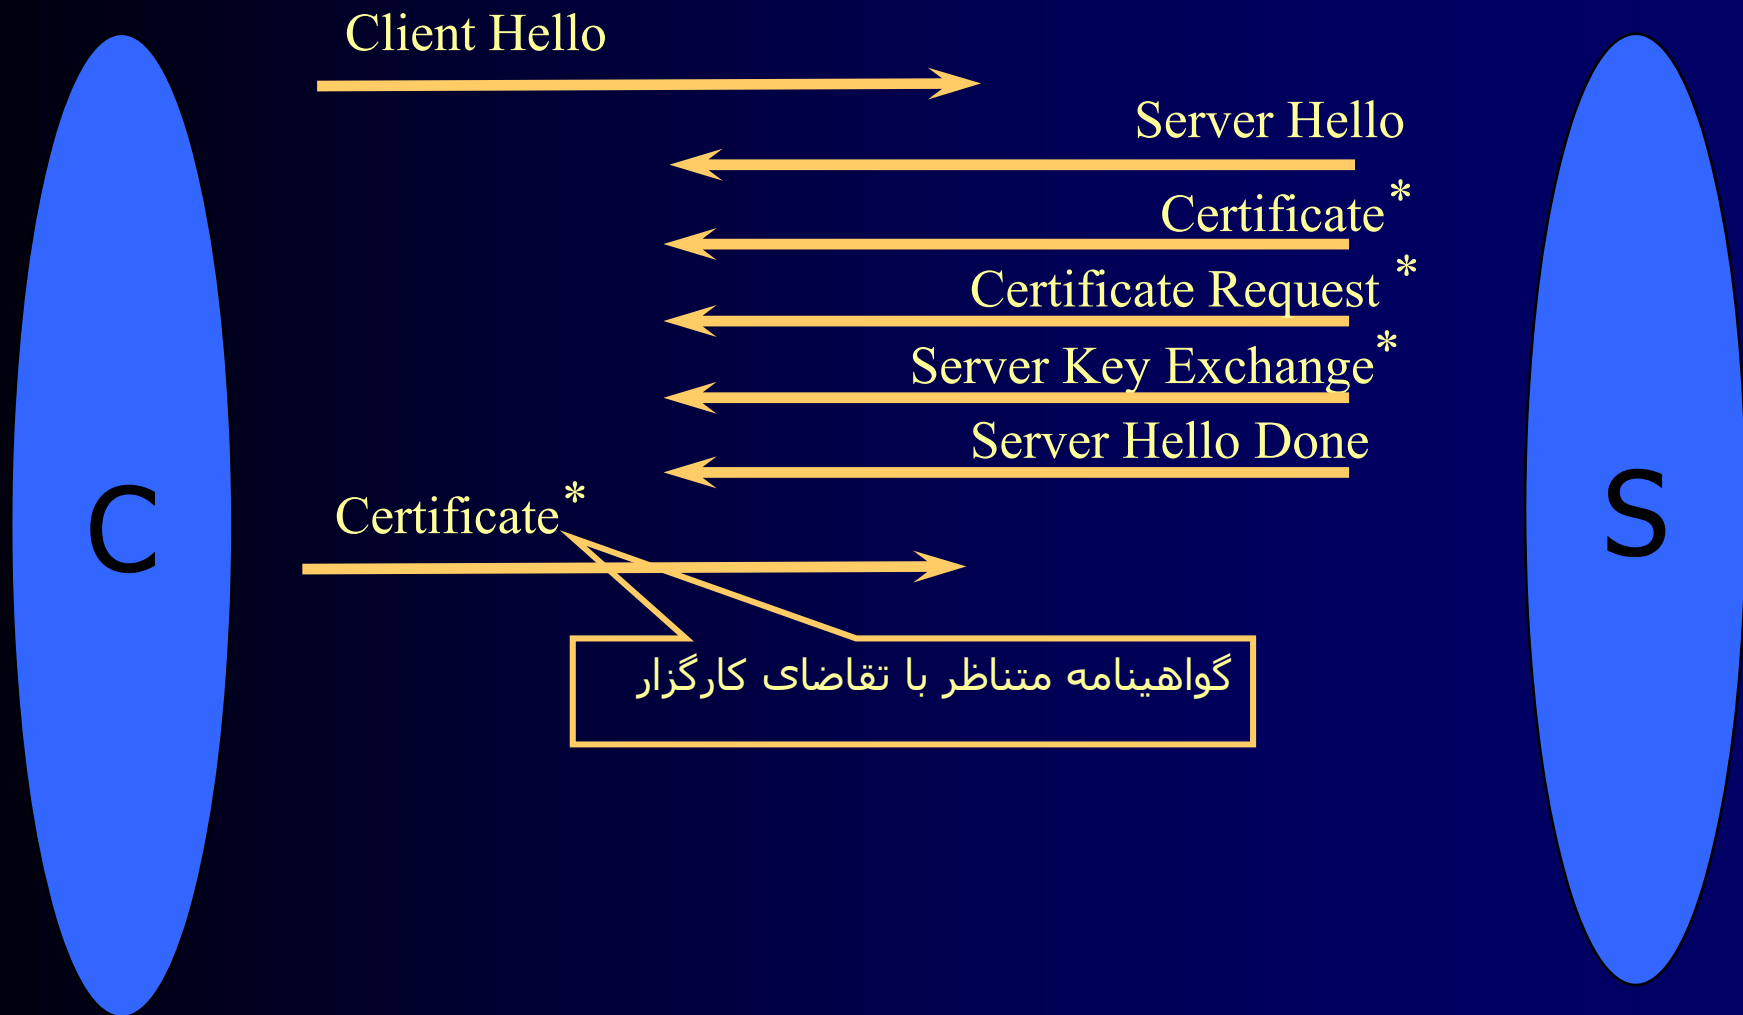 Client Hello
Server Hello
Certificate*
Certificate Request *
Server Key Exchange*
Server Hello Done
C
S
Certificate*
گواهینامه متناظر با تقاضای کارگزار